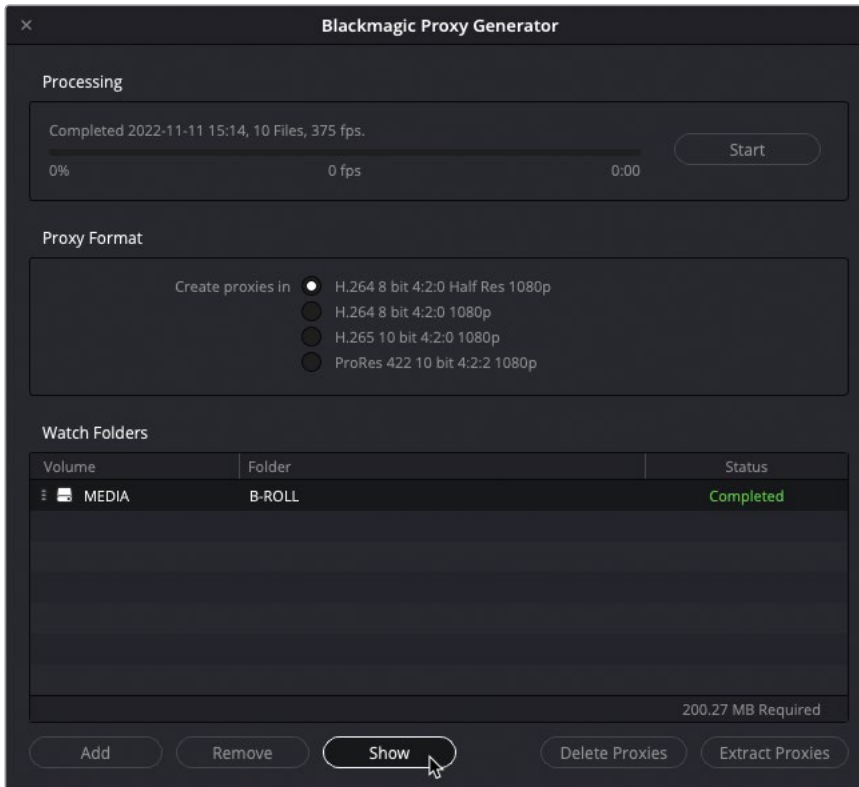 Blackmagic Proxy Generator
Processing
Completed 2022-11-11 15:14, 10 Files, 375 fps.
Start
0% 0 fps 0:00
Proxy Format
Create proxies in H.264 8 bit 4:2:0 Half Res 1080p
H.264 8 bit 4:2:0 1080p
H.265 10 bit 4:2:0 1080p
ProRes 422 10 bit 4:2:2 1080p
Watch Folders
Volume Folder Status
MEDIA B-ROLL Completed
200.27 MB Required
Add Remove Show Delete Proxies Extract Proxies